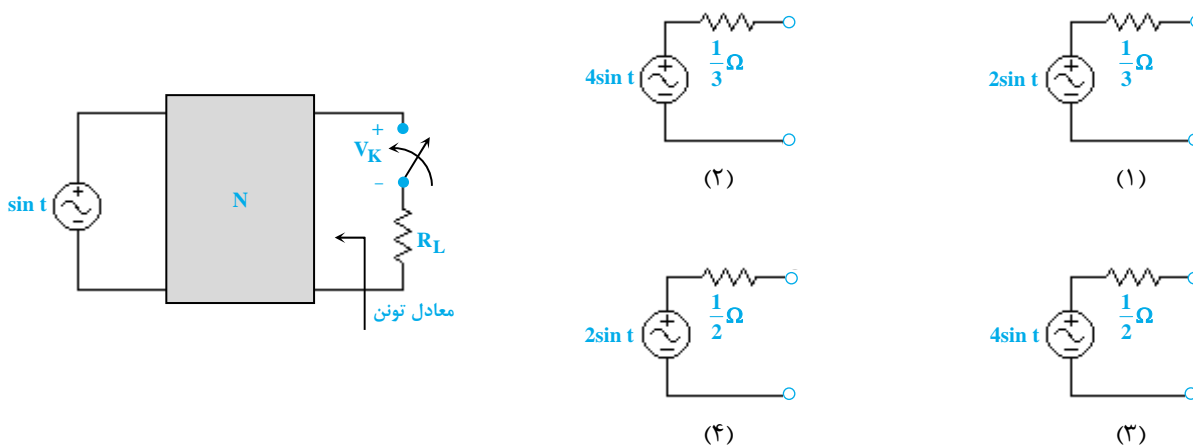 sin t
N
+
V_K
−
R_L
معادل تونن
4sin t
+
−
1/3 Ω
(۲)
2sin t
+
−
1/3 Ω
(۱)
2sin t
+
−
1/2 Ω
(۴)
4sin t
+
−
1/2 Ω
(۳)